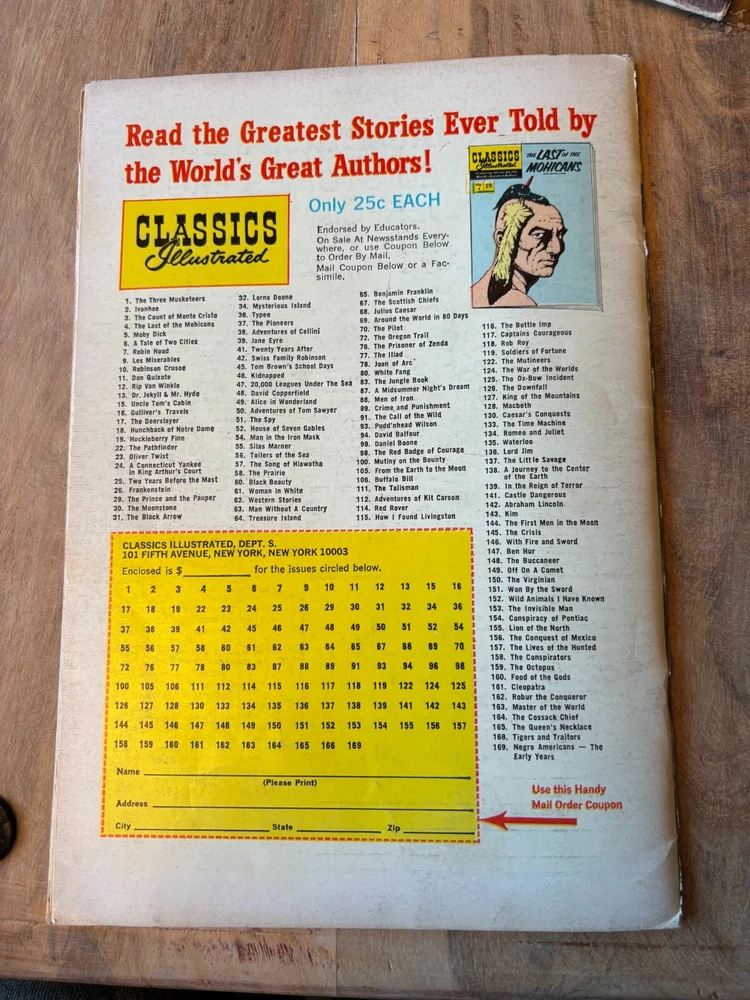 Read the Greatest Stories Ever Told by
the World's Great Authors!
CLASSICS
Illustrated
Only 25c EACH
Endorsed by Educators.
On Sale At Newsstands Every-
where, or use Coupon Below
to Order By Mail.
Mail Coupon Below or a Fac-
simile.
CLASSICS
Illustrated
THE LAST OF THE
MOHICANS
1. The Three Musketeers
2. Ivanhoe
3. The Count of Monte Cristo
4. The Last of the Mohicans
5. Moby Dick
6. A Tale of Two Cities
7. Robin Hood
9. Les Miserables
10. Robinson Crusoe
11. Don Quixote
12. Rip Van Winkle
13. Dr. Jekyll & Mr. Hyde
15. Uncle Tom's Cabin
16. Gulliver's Travels
17. The Deerslayer
18. Hunchback of Notre Dame
19. Huckleberry Finn
22. The Pathfinder
23. Oliver Twist
24. A Connecticut Yankee
in King Arthur's Court
25. Two Years Before the Mast
26. Frankenstein
29. The Prince and the Pauper
30. The Moonstone
31. The Black Arrow
32. Lorna Doone
34. Mysterious Island
36. Typee
37. The Pioneers
38. Adventures of Cellini
39. Jane Eyre
41. Twenty Years After
42. Swiss Family Robinson
45. Tom Brown's School Days
46. Kidnapped
47. 20,000 Leagues Under The Sea
48. David Copperfield
49. Alice in Wonderland
50. Adventures of Tom Sawyer
51. The Spy
52. House of Seven Gables
54. Man in the Iron Mask
55. Silas Marner
56. Toilers of the Sea
57. The Song of Hiawatha
58. The Prairie
60. Black Beauty
61. Woman in White
62. Western Stories
63. Man Without A Country
64. Treasure Island
65. Benjamin Franklin
67. The Scottish Chiefs
68. Julius Caesar
69. Around the World in 80 Days
70. The Pilot
72. The Oregon Trail
76. The Prisoner of Zenda
77. The Iliad
78. Joan of Arc
80. White Fang
83. The Jungle Book
87. A Midsummer Night's Dream
88. Men of Iron
89. Crime and Punishment
91. The Call of the Wild
93. Pudd'nhead Wilson
94. David Balfour
96. Daniel Boone
98. The Red Badge of Courage
100. Mutiny on the Bounty
105. From the Earth to the Moon
106. Buffalo Bill
111. The Talisman
112. Adventures of Kit Carson
114. Red Rover
115. How I Found Livingston
116. The Bottle Imp
117. Captains Courageous
118. Rob Roy
119. Soldiers of Fortune
122. The Mutineers
124. The War of the Worlds
125. The Ox-Bow Incident
126. The Downfall
127. King of the Mountains
128. Macbeth
130. Caesar's Conquests
133. The Time Machine
134. Romeo and Juliet
135. Waterloo
136. Lord Jim
137. The Little Savage
138. A Journey to the Center
of the Earth
139. In the Reign of Terror
141. Castle Dangerous
142. Abraham Lincoln
143. Kim
144. The First Men in the Moon
145. The Crisis
146. With Fire and Sword
147. Ben Hur
148. The Buccaneer
149. Off On a Comet
150. The Virginian
151. Won By the Sword
152. Wild Animals I Have Known
153. The Invisible Man
154. Conspiracy of Pontiac
155. Lion of the North
156. The Conquest of Mexico
157. The Lives of the Hunted
158. The Conspirators
159. The Octopus
160. Food of the Gods
161. Cleopatra
162. Robur the Conqueror
163. Master of the World
164. The Cossack Chief
165. The Queen's Necklace
166. Tigers and Traitors
169. Negro Americans — The
Early Years
CLASSICS ILLUSTRATED, DEPT. S.
101 FIFTH AVENUE, NEW YORK, NEW YORK 10003
Enclosed is $ for the issues circled below.
1 2 3 4 5 6 7 9 10 11 12 13 15 16
17 18 19 22 23 24 25 26 29 30 31 32 34 36
37 38 39 41 42 45 46 47 48 49 50 51 52 54
55 56 57 58 60 61 62 63 64 65 67 68 69 70
72 76 77 78 80 83 87 88 89 91 93 94 96 98
100 105 106 111 112 114 115 116 117 118 119 122 124 125
126 127 128 130 133 134 135 136 137 138 139 141 142 143
144 145 146 147 148 149 150 151 152 153 154 155 156 157
158 159 160 161 162 163 164 165 166 169
Name
(Please Print)
Address
City State Zip
Use this Handy
Mail Order Coupon